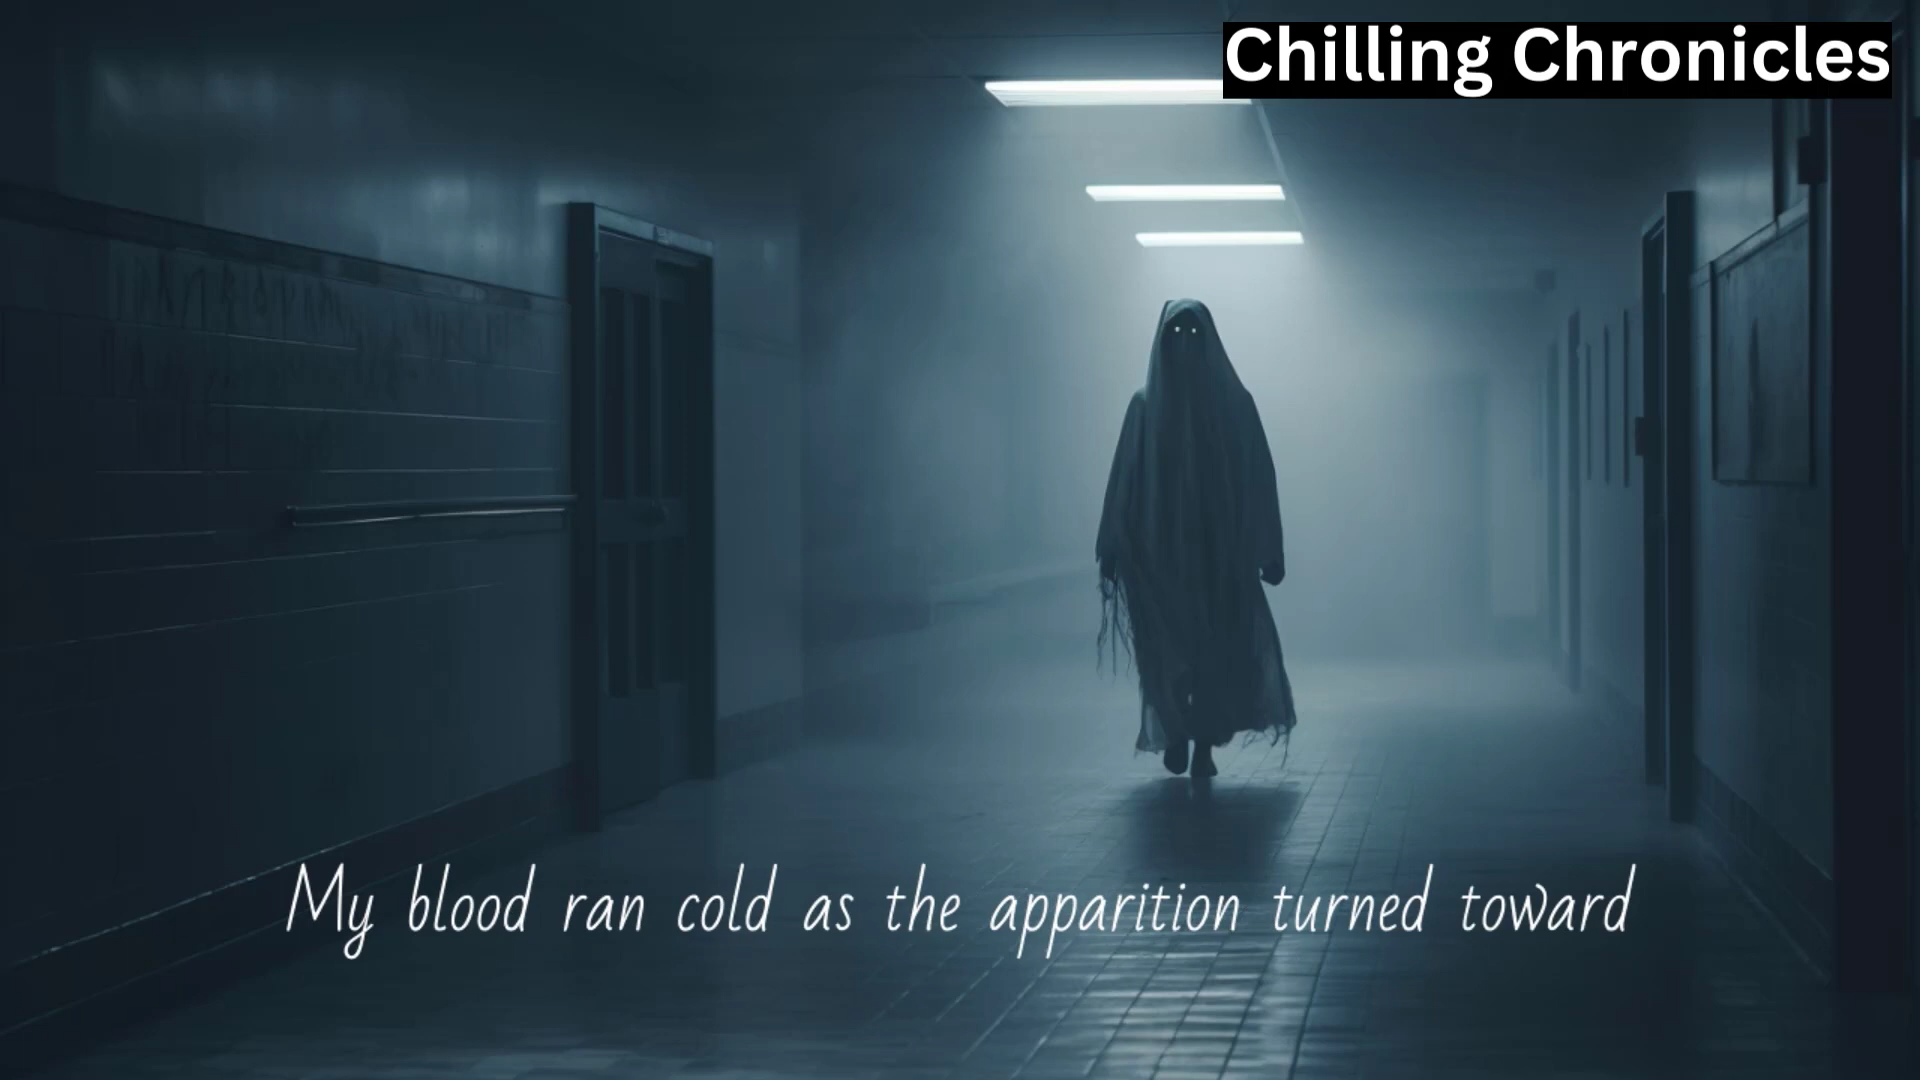 Chilling Chronicles
My blood ran cold as the apparition turned toward